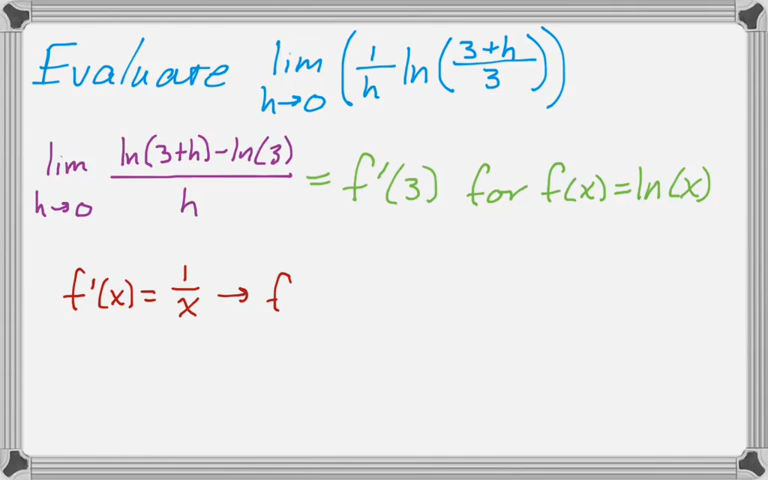 Evaluate lim h→0 (1/h ln((3+h)/3))
lim h→0 (ln(3+h)-ln(3))/h = f'(3) for f(x)=ln(x)
f'(x)= 1/x → f